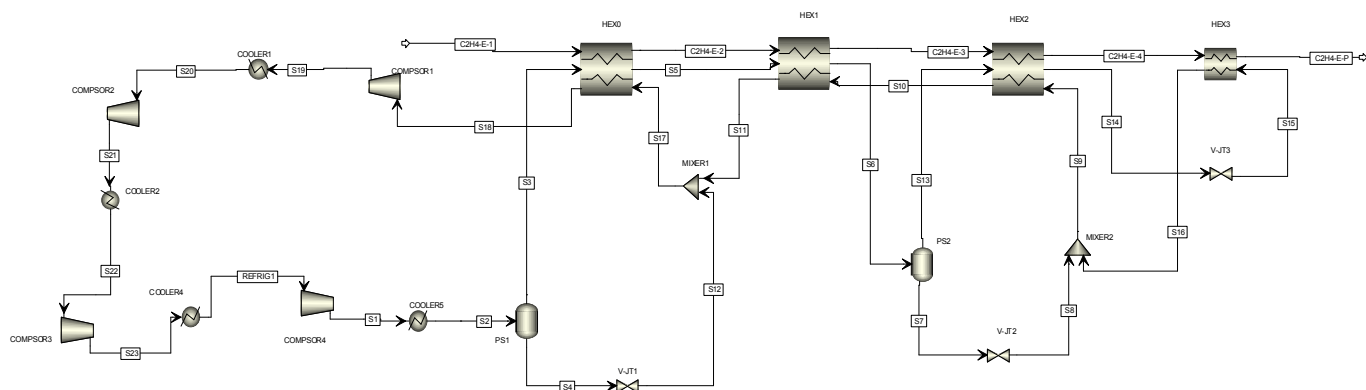 HEX0
HEX1
HEX2
HEX3
C2H4-E-1
C2H4-E-2
C2H4-E-3
C2H4-E-4
C2H4-E-P
COOLER1
S20
S19
COMPSOR1
S5
S10
S14
S15
COMPSOR2
S18
S17
S11
S21
V-JT3
MIXER1
S6
S9
S3
S13
COOLER2
S16
PS2
MIXER2
S22
COOLER4
REFRIG1
S12
COOLER5
S7
S8
COMPSOR3
S23
COMPSOR4
S1
S2
PS1
V-JT2
V-JT1
S4